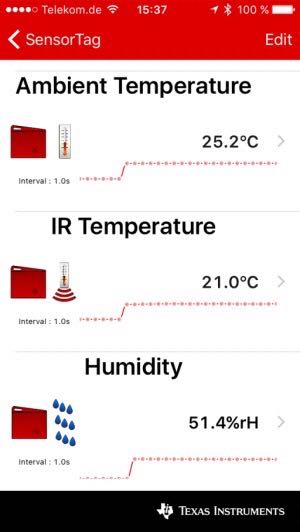 Telekom.de 15:37 100 %
SensorTag Edit
Ambient Temperature
25.2°C
Interval : 1.0s
IR Temperature
21.0°C
Interval : 1.0s
Humidity
51.4%rH
Interval : 1.0s
TEXAS INSTRUMENTS